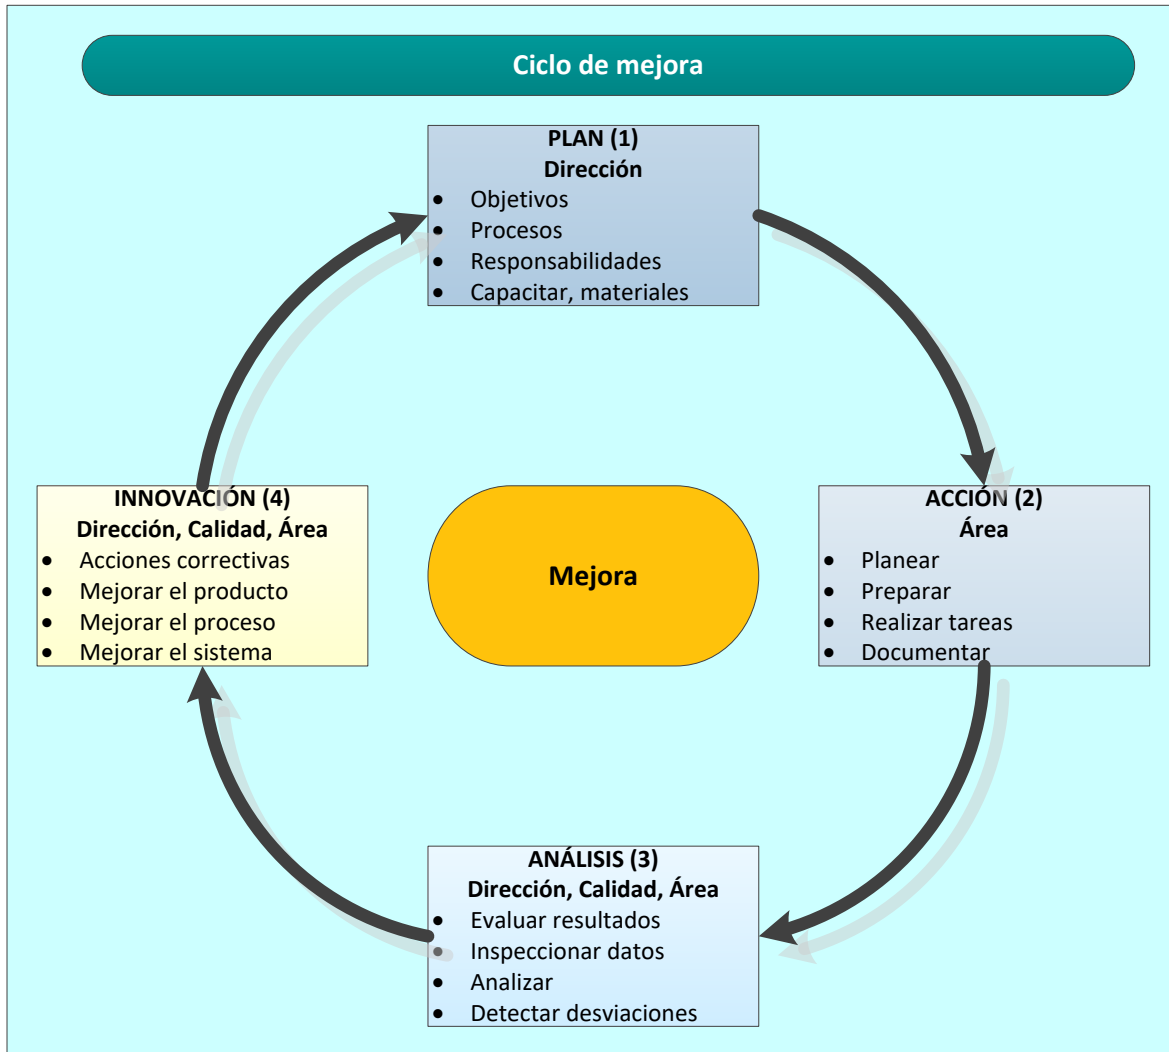 Ciclo de mejora
PLAN (1)
Dirección
• Objetivos
• Procesos
• Responsabilidades
• Capacitar, materiales
ACCIÓN (2)
Área
• Planear
• Preparar
• Realizar tareas
• Documentar
ANÁLISIS (3)
Dirección, Calidad, Área
• Evaluar resultados
• Inspeccionar datos
• Analizar
• Detectar desviaciones
INNOVACIÓN (4)
Dirección, Calidad, Área
• Acciones correctivas
• Mejorar el producto
• Mejorar el proceso
• Mejorar el sistema
Mejora